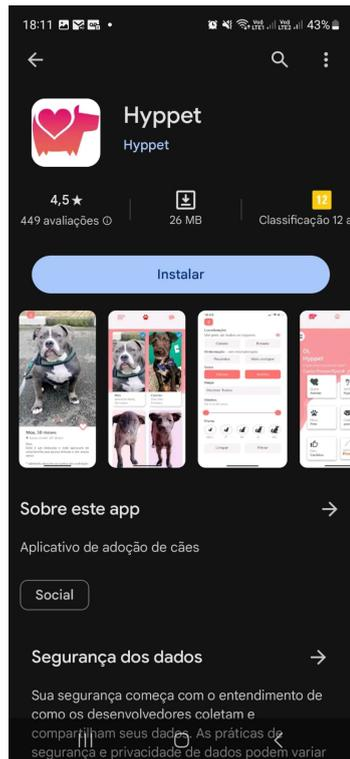 18:11 43%
Hyppet
Hyppet
4,5★
449 avaliações
26 MB
12
Classificação 12 a
Instalar
Sobre este app
Aplicativo de adoção de cães
Social
Segurança dos dados
Sua segurança começa com o entendimento de
como os desenvolvedores coletam e
compartilham seus dados. As práticas de
segurança e privacidade de dados podem variar